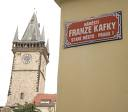 NÁMĚSTÍ
FRANZE KAFKY
STARÉ MĚSTO - PRAHA 1